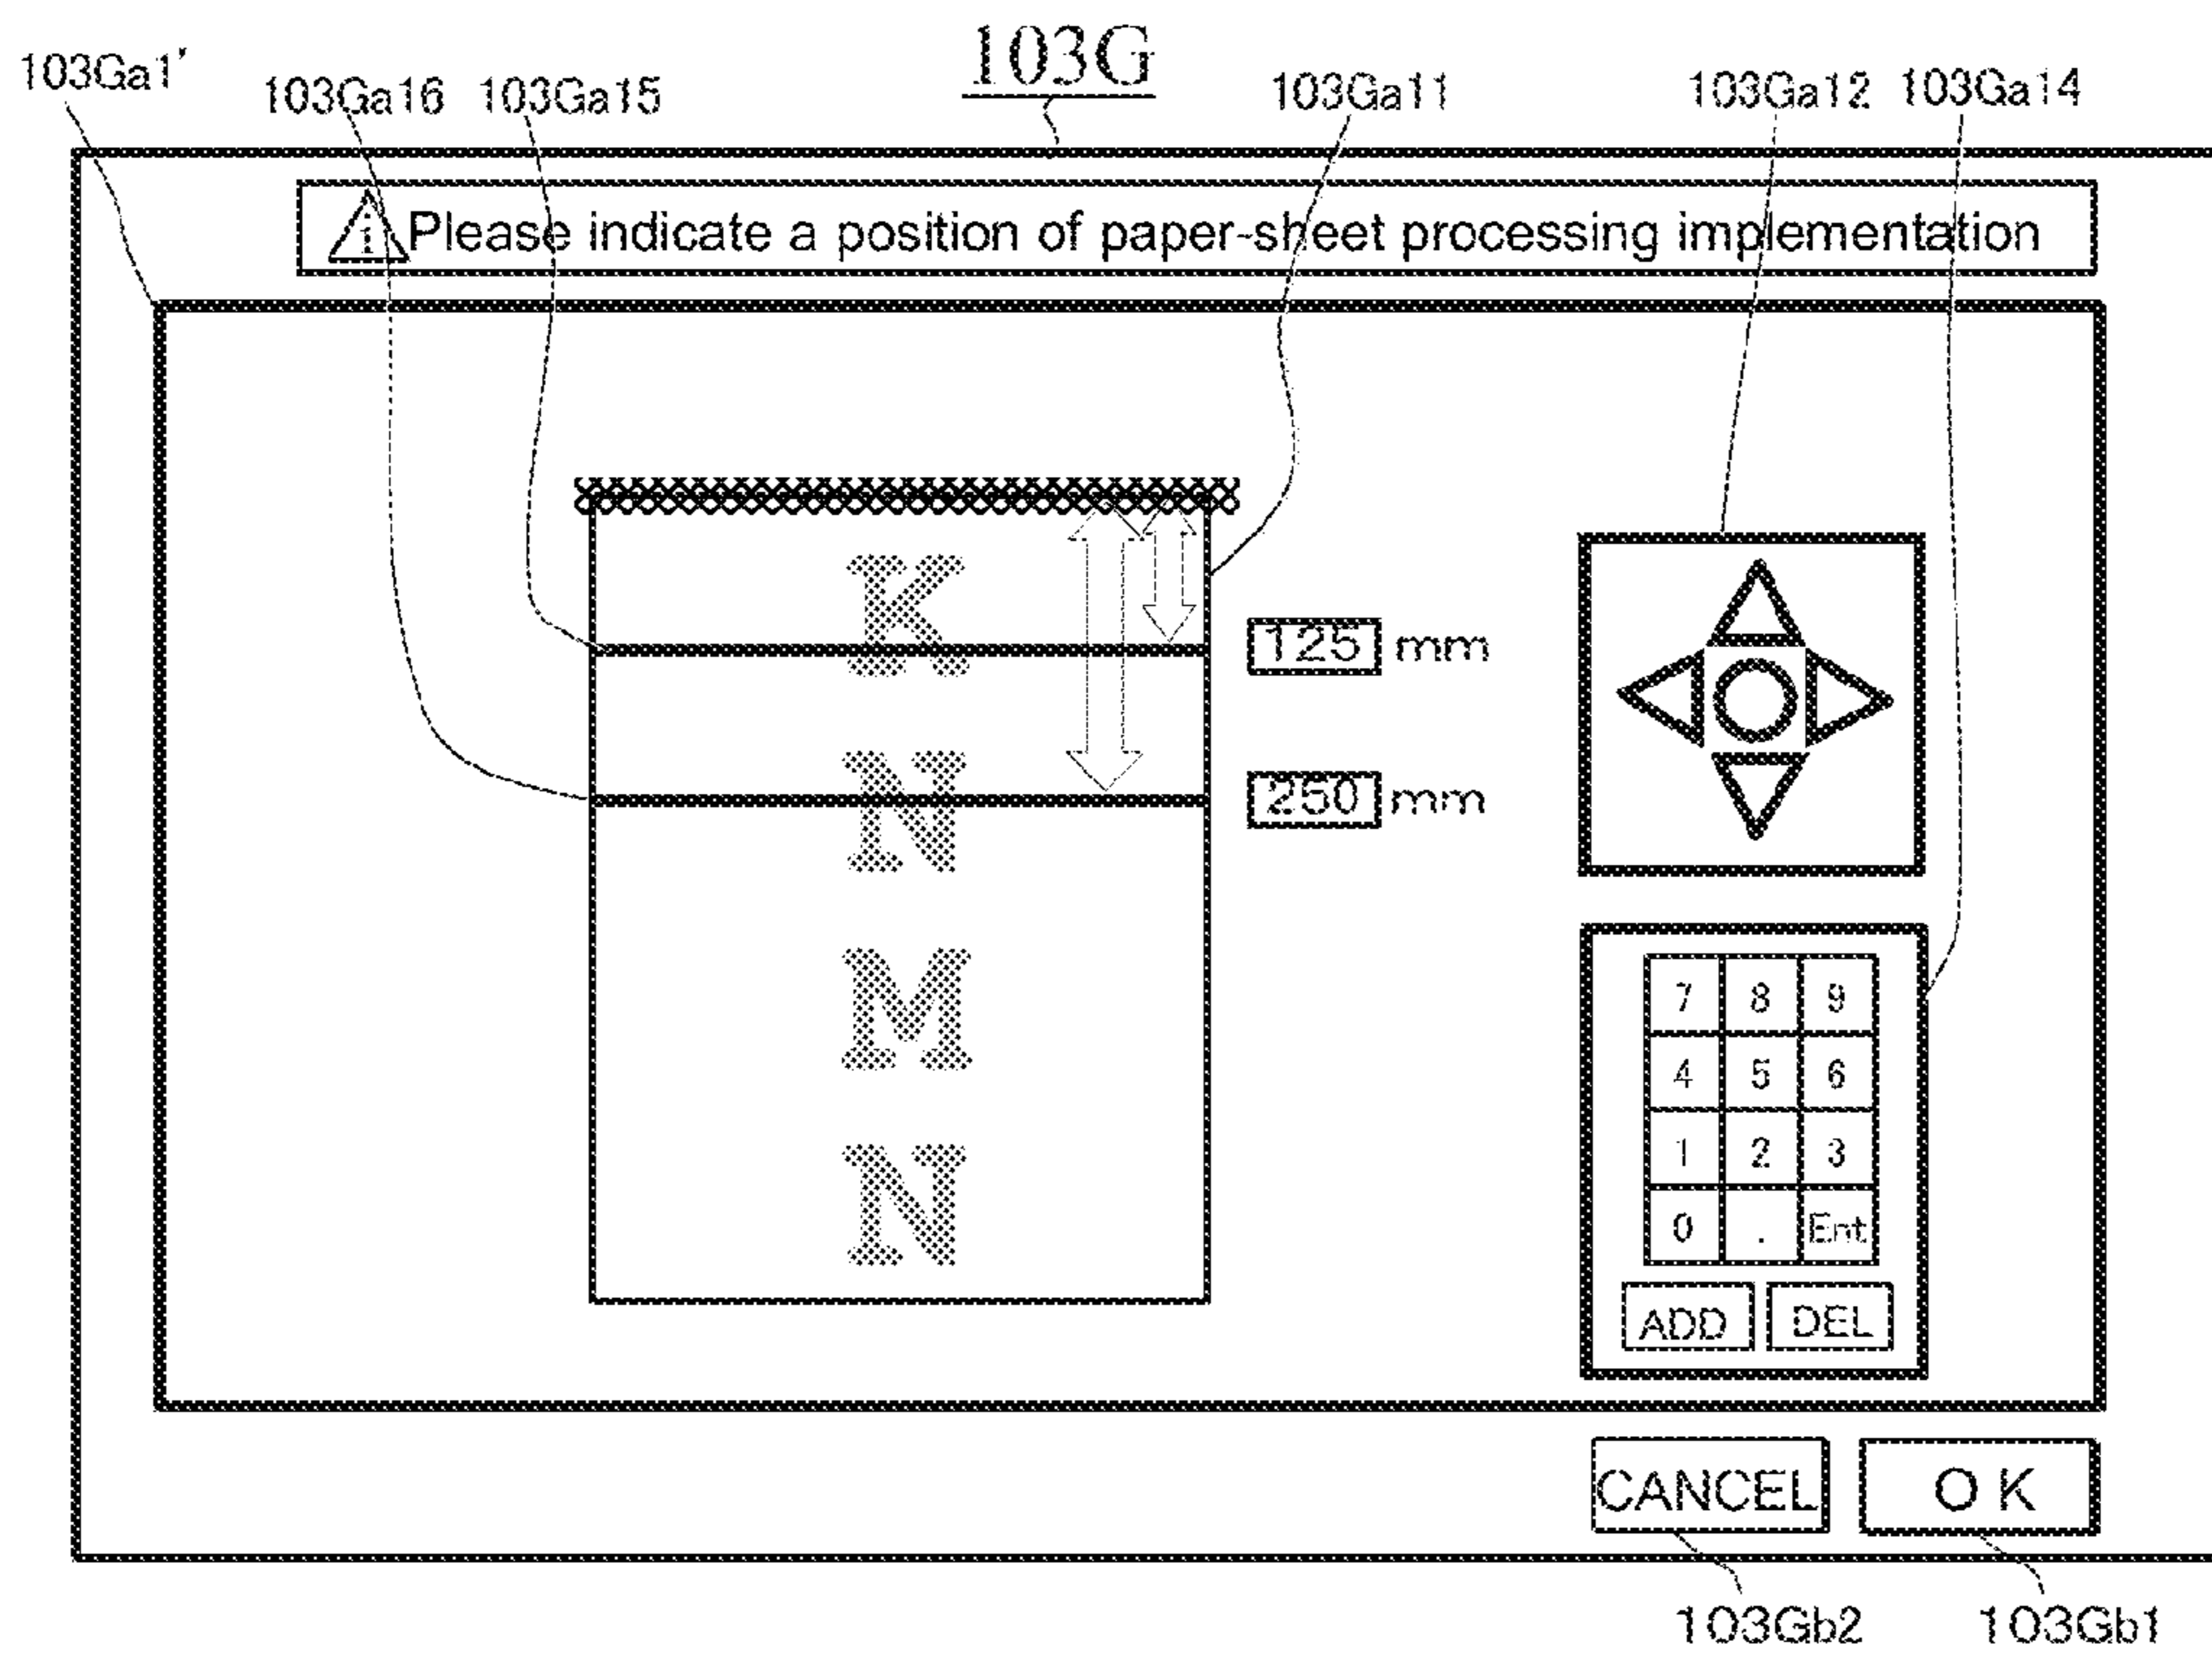 103G
103Ga1'
103Ga16 103Ga15 103Ga11 103Ga12 103Ga14
i Please indicate a position of paper-sheet processing implementation
K
125 mm
N
250 mm
M
N
7 8 9
4 5 6
1 2 3
0 . Ent
ADD DEL
CANCEL OK
103Gb2 103Gb1